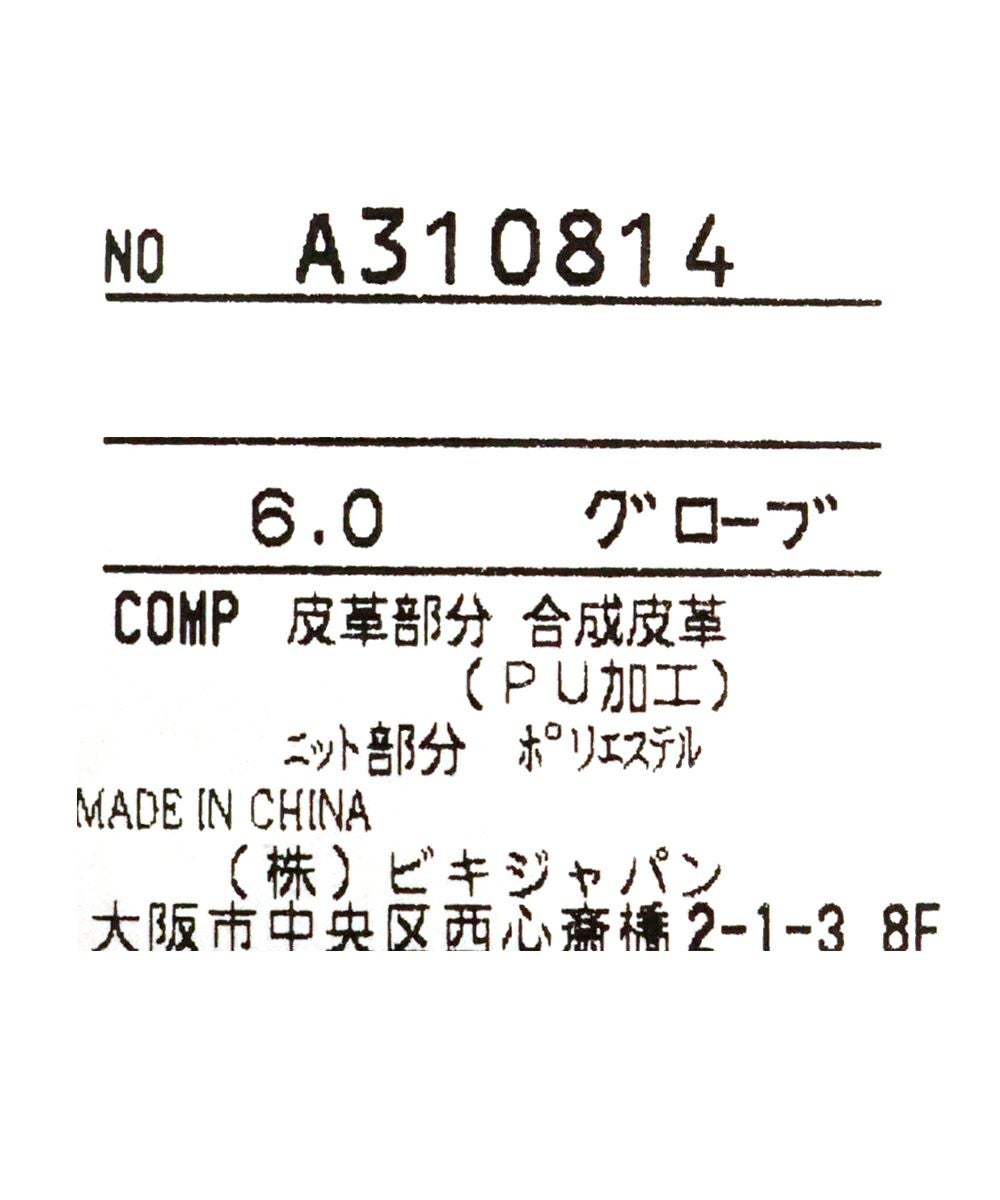 NO A310814
6.0 グローブ
COMP 皮革部分 合成皮革
(PU加工)
ニット部分 ポリエステル
MADE IN CHINA
(株)ビキジャパン
大阪市中央区西心斎橋2-1-3 8F